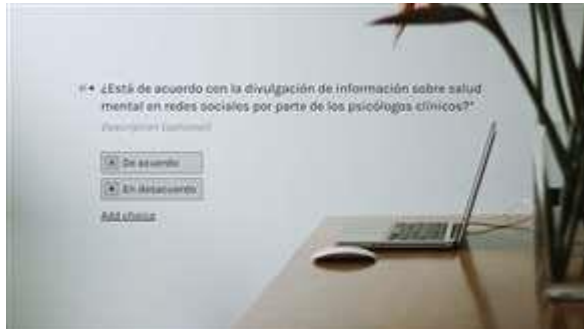 ¿Está de acuerdo con la divulgación de información sobre salud
mental en redes sociales por parte de los psicólogos clínicos?*
Description (optional)
De acuerdo
En desacuerdo
Add choice